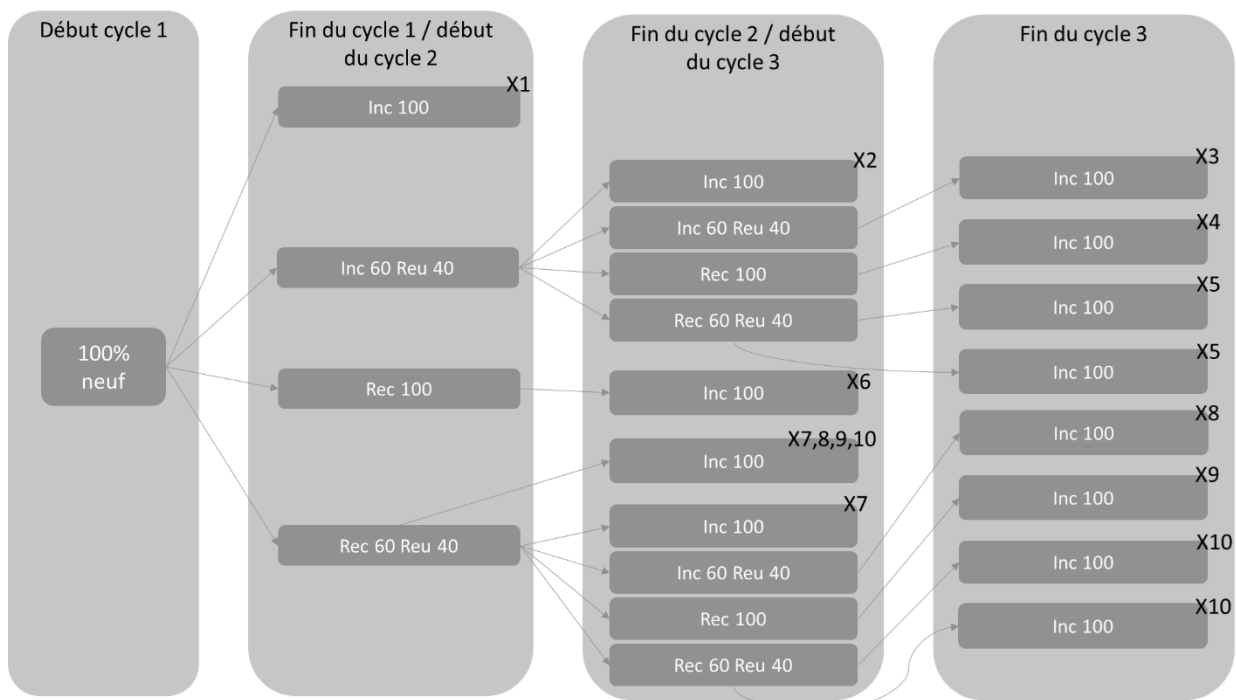 Début cycle 1
100%
neuf
Fin du cycle 1 / début
du cycle 2
X1
Inc 100
Inc 60 Reu 40
Rec 100
Rec 60 Reu 40
Fin du cycle 2 / début
du cycle 3
X2
Inc 100
Inc 60 Reu 40
Rec 100
Rec 60 Reu 40
X6
Inc 100
X7,8,9,10
Inc 100
X7
Inc 100
Inc 60 Reu 40
Rec 100
Rec 60 Reu 40
Fin du cycle 3
X3
Inc 100
X4
Inc 100
X5
Inc 100
X5
Inc 100
X8
Inc 100
X9
Inc 100
X10
Inc 100
X10
Inc 100